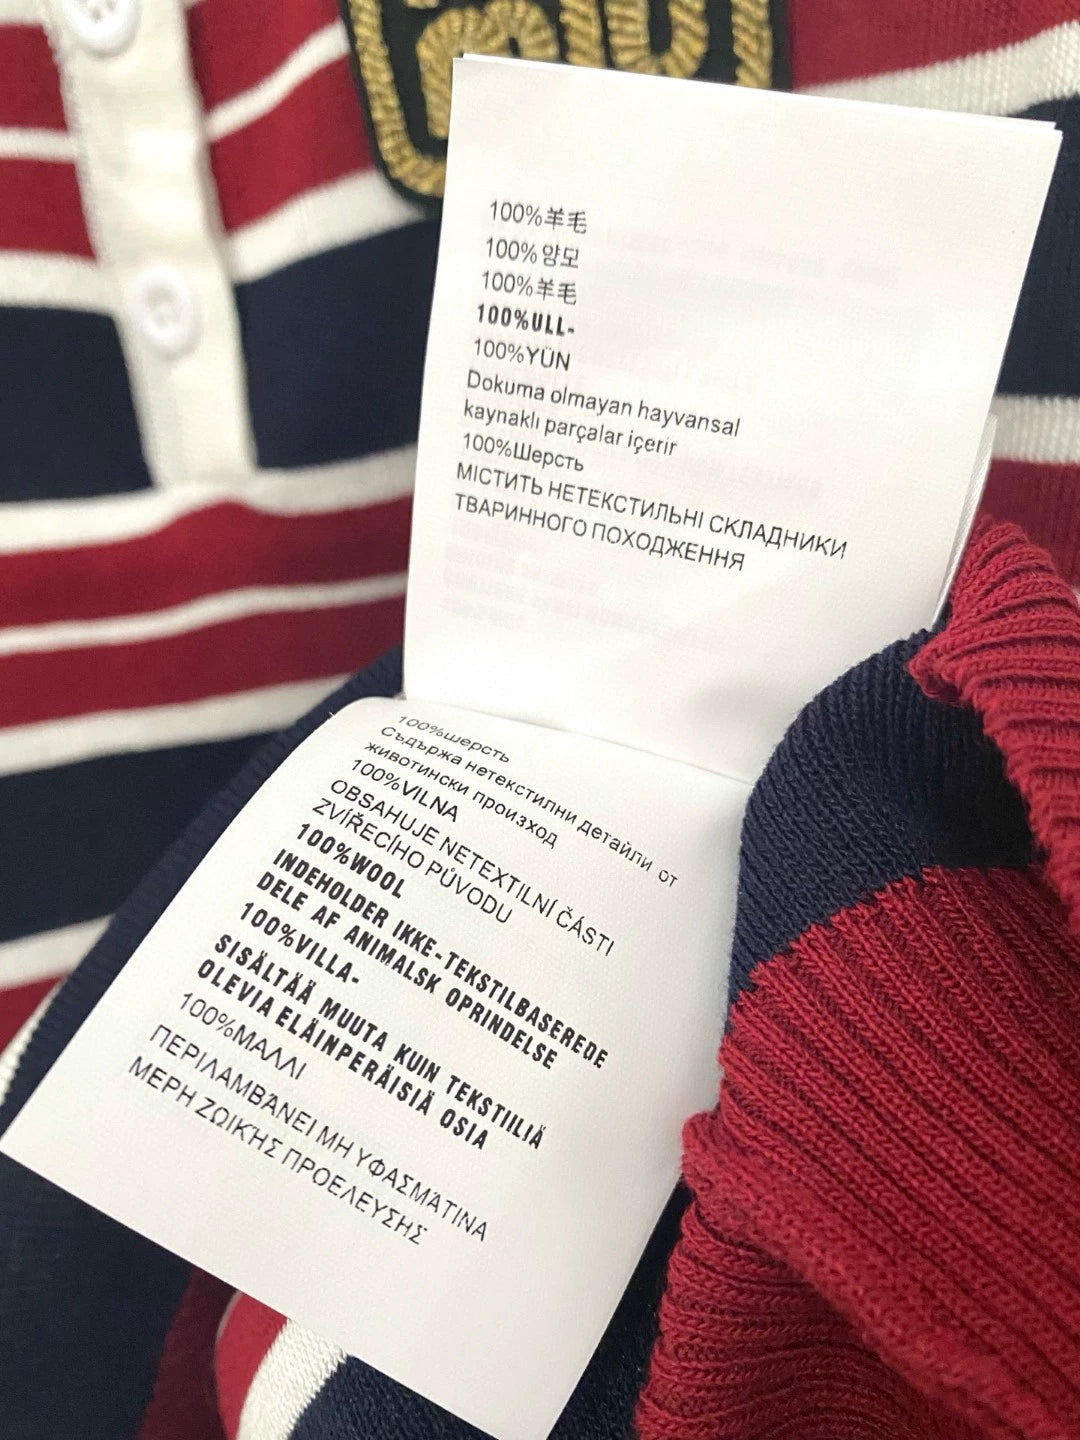 100%羊毛
100%양모
100%羊毛
100%ULL-
100%YÜN
Dokuma olmayan hayvansal
kaynaklı parçalar içerir
100%Шерсть
МІСТИТЬ НЕТЕКСТИЛЬНІ СКЛАДНИКИ
ТВАРИННОГО ПОХОДЖЕННЯ
100%шерсть
Съдържа нетекстилни детайли от
животински произход
100%VILNA
OBSAHUJE NETEXTILNÍ ČÁSTI
ZVÍŘECÍHO PŮVODU
100%WOOL
INDEHOLDER IKKE-TEKSTILBASEREDE
DELE AF ANIMALSK OPRINDELSE
100%VILLA-
SISÄLTÄÄ MUUTA KUIN TEKSTIILIÄ
OLEVIA ELÄINPERÄISIÄ OSIA
100%ΜΑΛΛΙ
ΠΕΡΙΛΑΜΒΆΝΕΙ ΜΗ ΥΦΑΣΜΆΤΙΝΑ
ΜΕΡΗ ΖΩΙΚΉΣ ΠΡΟΕΛΕΥΣΗΣ